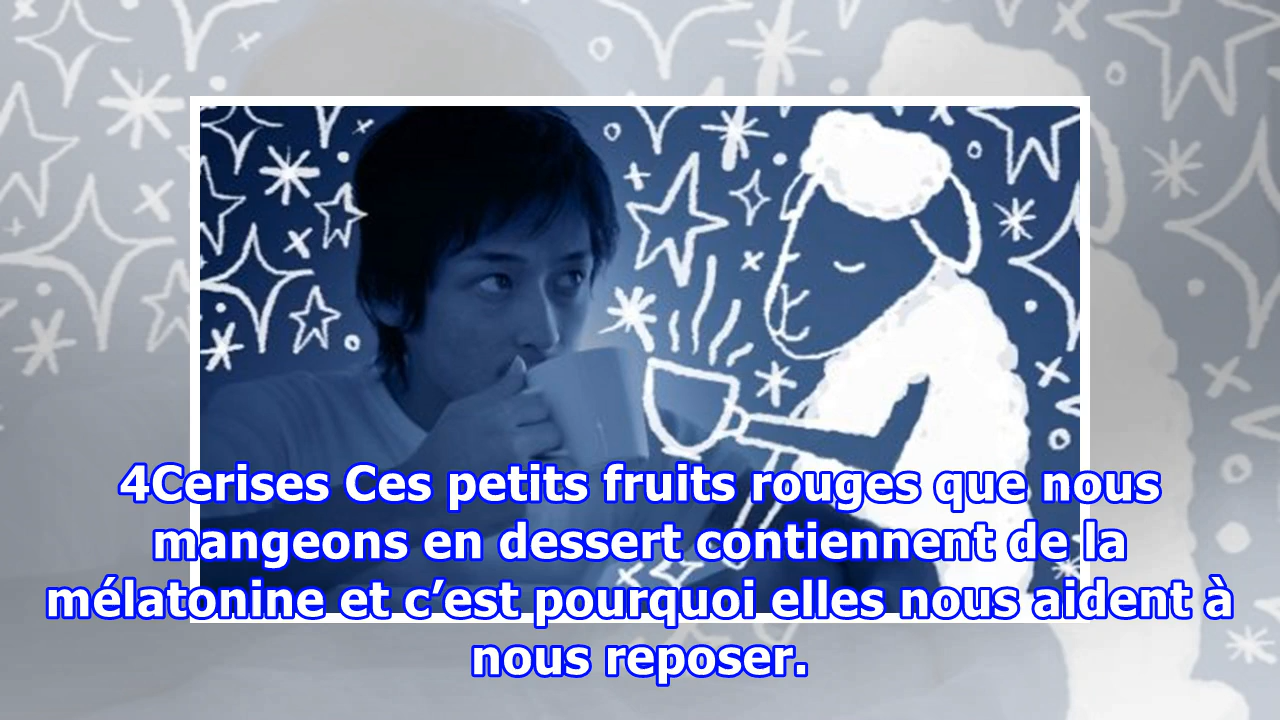 4Cerises Ces petits fruits rouges que nous
mangeons en dessert contiennent de la
mélatonine et c’est pourquoi elles nous aident à
nous reposer.